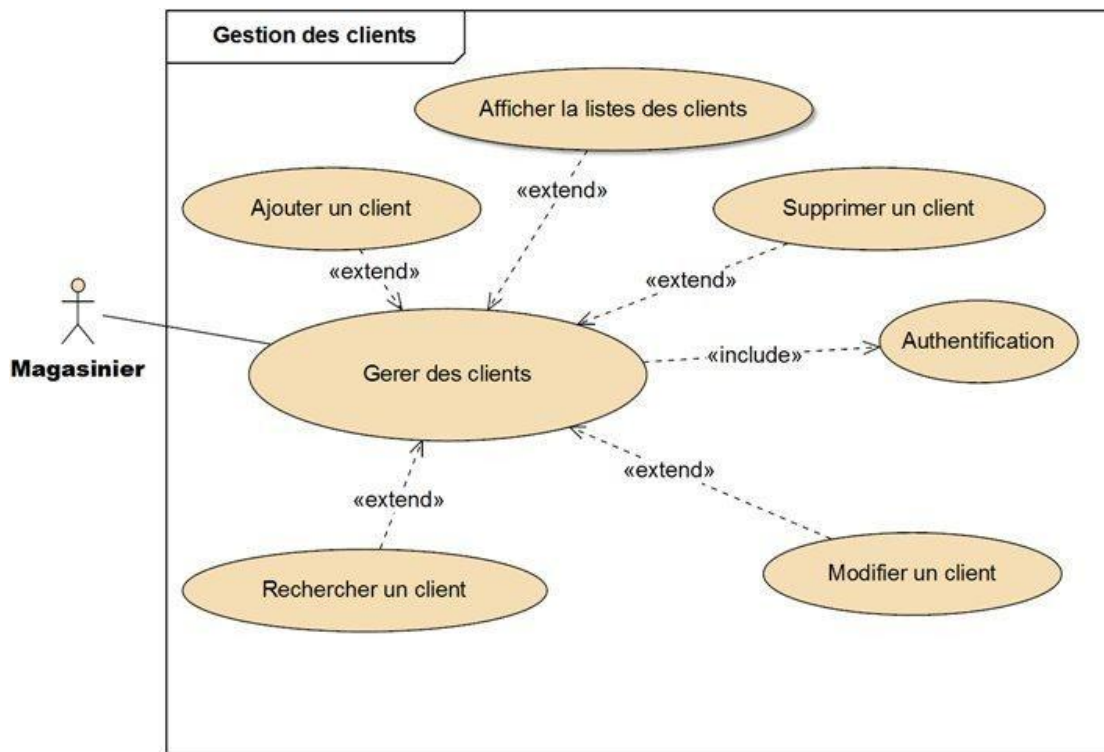 Gestion des clients
Afficher la listes des clients
«extend»
Ajouter un client
Supprimer un client
«extend»
«extend»
Authentification
«include»
Magasinier
Gerer des clients
«extend»
«extend»
Rechercher un client
Modifier un client